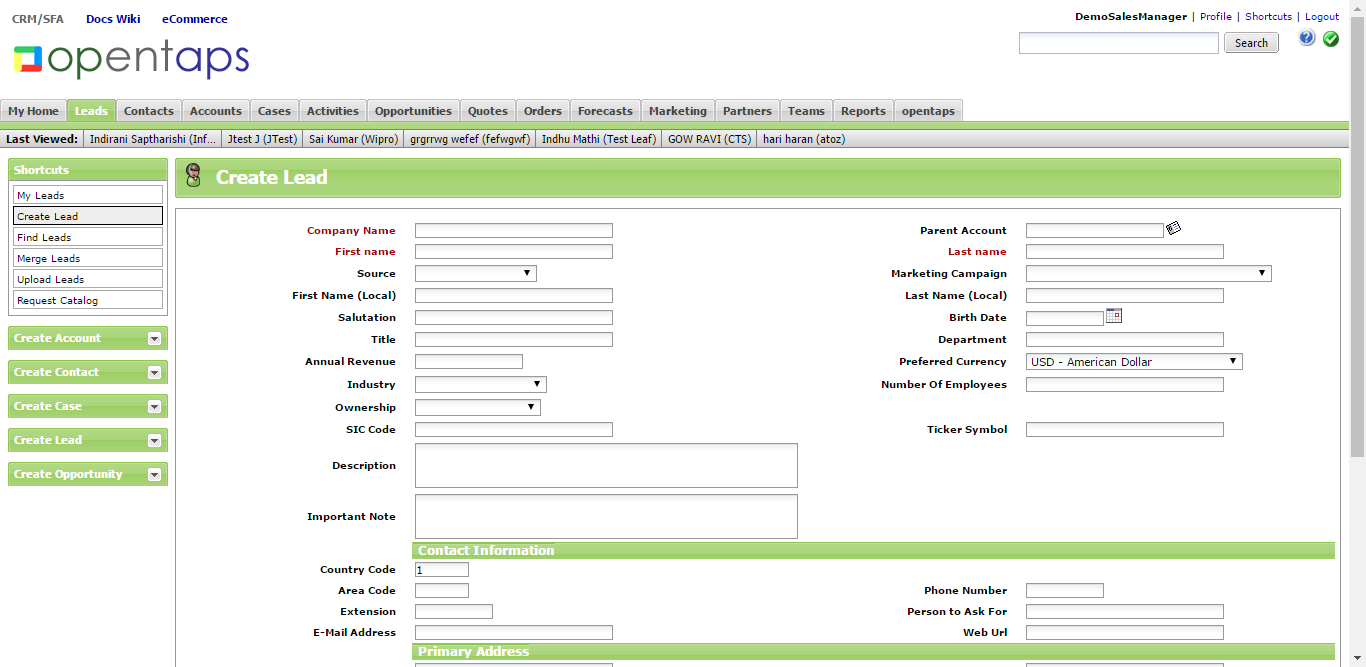 CRM/SFA Docs Wiki eCommerce
DemoSalesManager | Profile | Shortcuts | Logout
opentaps
Search
My Home Leads Contacts Accounts Cases Activities Opportunities Quotes Orders Forecasts Marketing Partners Teams Reports opentaps
Last Viewed: Indirani Saptharishi (Inf... Jtest J (JTest) Sai Kumar (Wipro) grgrrwg wefef (fefwgwf) Indhu Mathi (Test Leaf) GOW RAVI (CTS) hari haran (atoz)
Shortcuts
My Leads
Create Lead
Find Leads
Merge Leads
Upload Leads
Request Catalog
Create Account
Create Contact
Create Case
Create Lead
Create Opportunity
Create Lead
Company Name Parent Account
First name Last name
Source Marketing Campaign
First Name (Local) Last Name (Local)
Salutation Birth Date
Title Department
Annual Revenue Preferred Currency USD - American Dollar
Industry Number Of Employees
Ownership
SIC Code Ticker Symbol
Description
Important Note
Contact Information
Country Code 1
Area Code Phone Number
Extension Person to Ask For
E-Mail Address Web Url
Primary Address